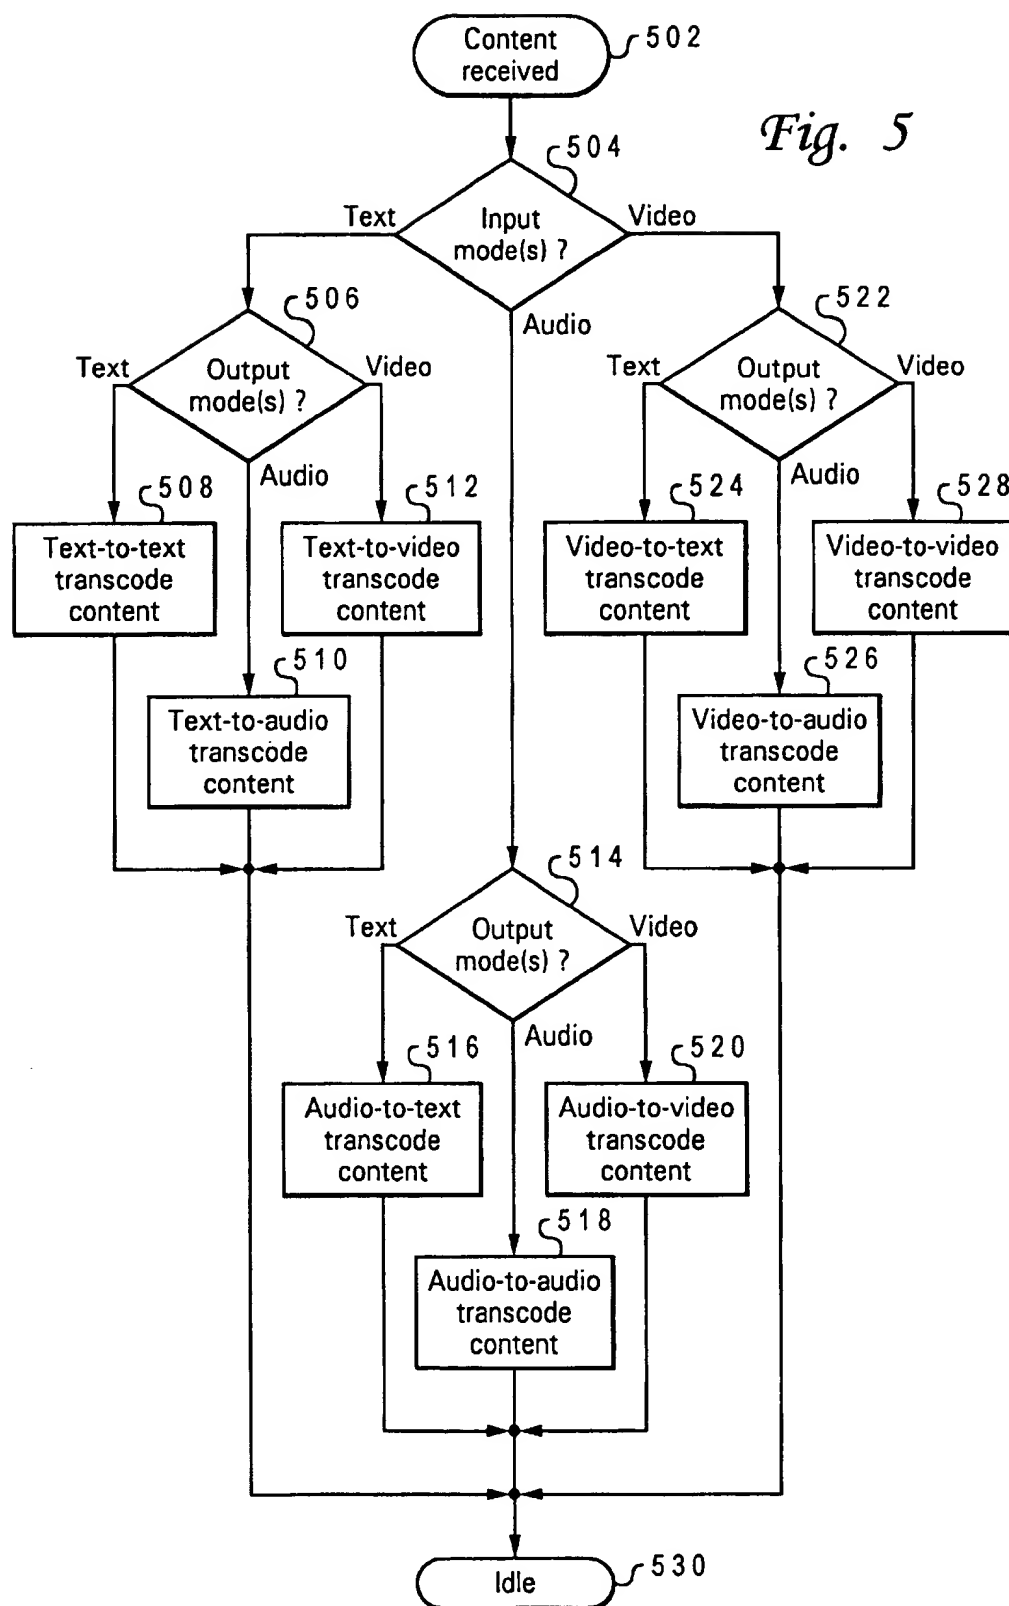 Content
received
502
Fig. 5
504
Text
Input
mode(s) ?
Video
Audio
506
Text
Output
mode(s) ?
Video
Audio
522
Text
Output
mode(s) ?
Video
Audio
508
Text-to-text
transcode
content
512
Text-to-video
transcode
content
524
Video-to-text
transcode
content
528
Video-to-video
transcode
content
510
Text-to-audio
transcode
content
526
Video-to-audio
transcode
content
514
Text
Output
mode(s) ?
Video
Audio
516
Audio-to-text
transcode
content
520
Audio-to-video
transcode
content
518
Audio-to-audio
transcode
content
Idle
530